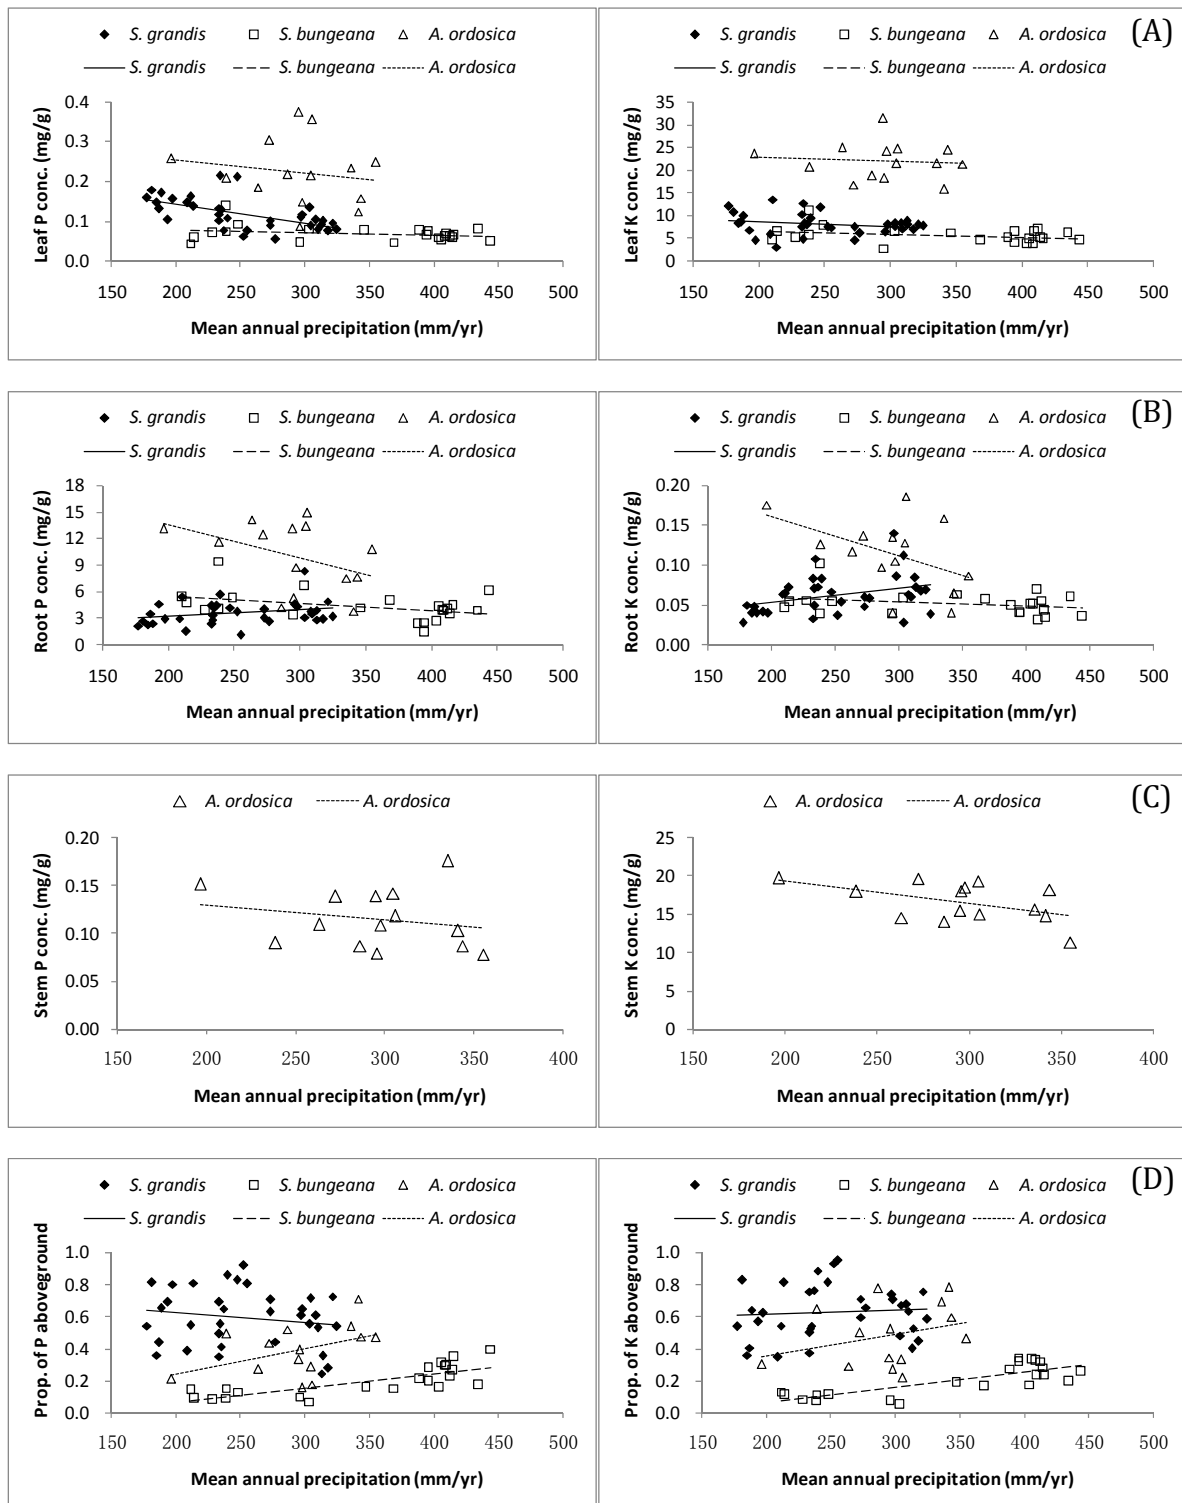 S. grandis S. bungeana A. ordosica
S. grandis S. bungeana A. ordosica
Leaf P conc. (mg/g)
0.4
0.3
0.2
0.1
0.0
150 200 250 300 350 400 450 500
Mean annual precipitation (mm/yr)
(A)
S. grandis S. bungeana A. ordosica
S. grandis S. bungeana A. ordosica
Leaf K conc. (mg/g)
35
30
25
20
15
10
5
0
150 200 250 300 350 400 450 500
Mean annual precipitation (mm/yr)
S. grandis S. bungeana A. ordosica
S. grandis S. bungeana A. ordosica
Root P conc. (mg/g)
18
15
12
9
6
3
0
150 200 250 300 350 400 450 500
Mean annual precipitation (mm/yr)
(B)
S. grandis S. bungeana A. ordosica
S. grandis S. bungeana A. ordosica
Root K conc. (mg/g)
0.20
0.15
0.10
0.05
0.00
150 200 250 300 350 400 450 500
Mean annual precipitation (mm/yr)
A. ordosica A. ordosica
Stem P conc. (mg/g)
0.20
0.15
0.10
0.05
0.00
150 200 250 300 350 400
Mean annual precipitation (mm/yr)
(C)
A. ordosica A. ordosica
Stem K conc. (mg/g)
25
20
15
10
5
0
150 200 250 300 350 400
Mean annual precipitation (mm/yr)
S. grandis S. bungeana A. ordosica
S. grandis S. bungeana A. ordosica
Prop. of P aboveground
1.0
0.8
0.6
0.4
0.2
0.0
150 200 250 300 350 400 450 500
Mean annual precipitation (mm/yr)
(D)
S. grandis S. bungeana A. ordosica
S. grandis S. bungeana A. ordosica
Prop. of K aboveground
1.0
0.8
0.6
0.4
0.2
0.0
150 200 250 300 350 400 450 500
Mean annual precipitation (mm/yr)